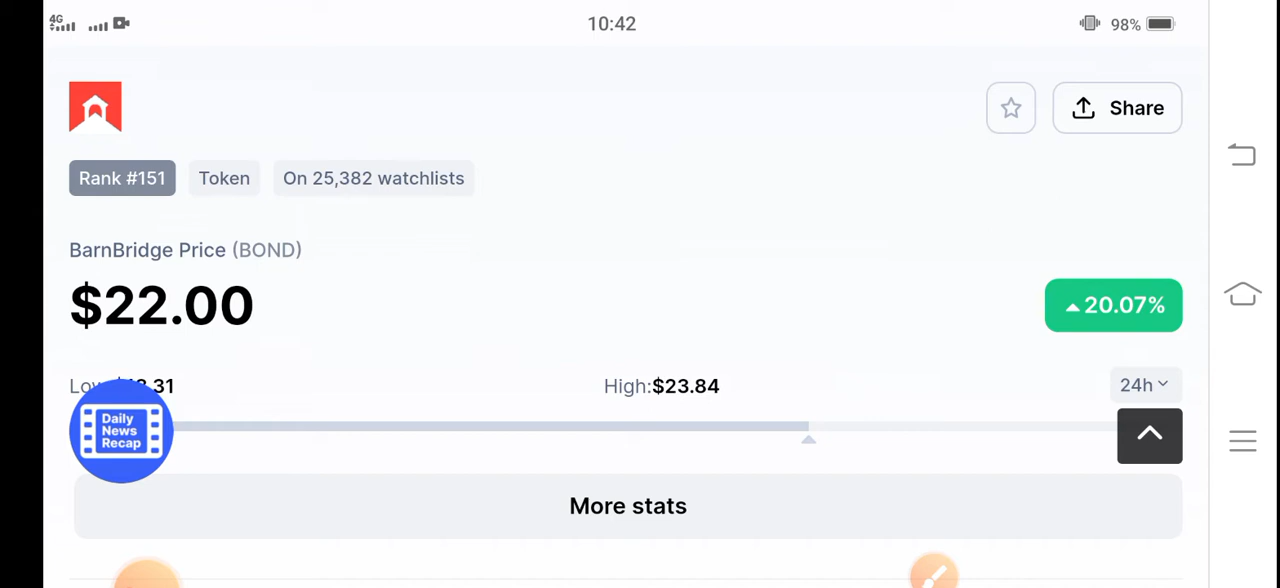 4G 10:42 98%
Share
Rank #151 Token On 25,382 watchlists
BarnBridge Price (BOND)
$22.00
20.07%
High:$23.84 24h
Daily
News
Recap
More stats